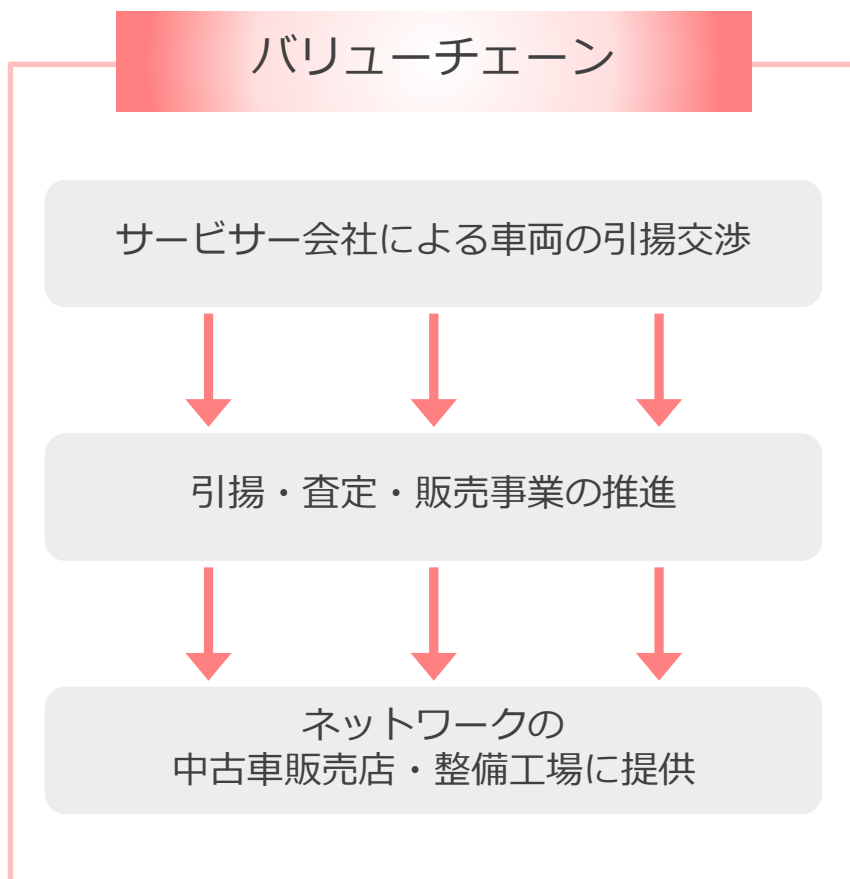 バリューチェーン
サービサー会社による車両の引揚交渉
引揚・査定・販売事業の推進
ネットワークの
中古車販売店・整備工場に提供